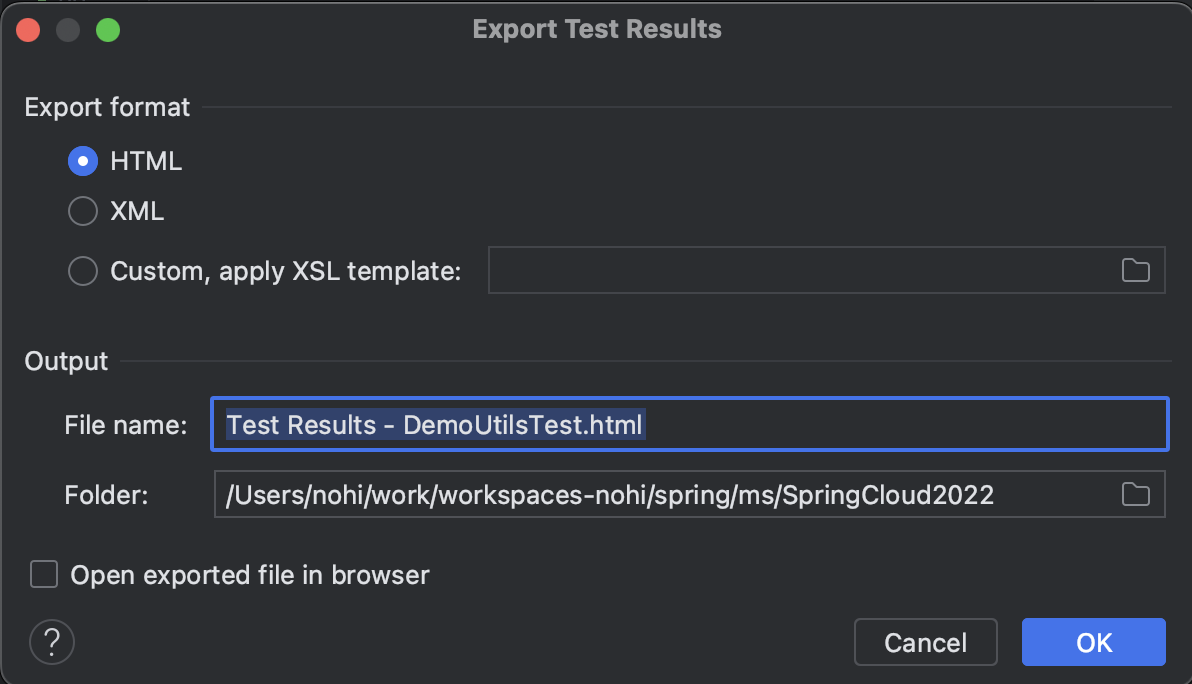 Export Test Results
Export format
HTML
XML
Custom, apply XSL template:
Output
File name: Test Results - DemoUtilsTest.html
Folder: /Users/nohi/work/workspaces-nohi/spring/ms/SpringCloud2022
Open exported file in browser
? Cancel OK